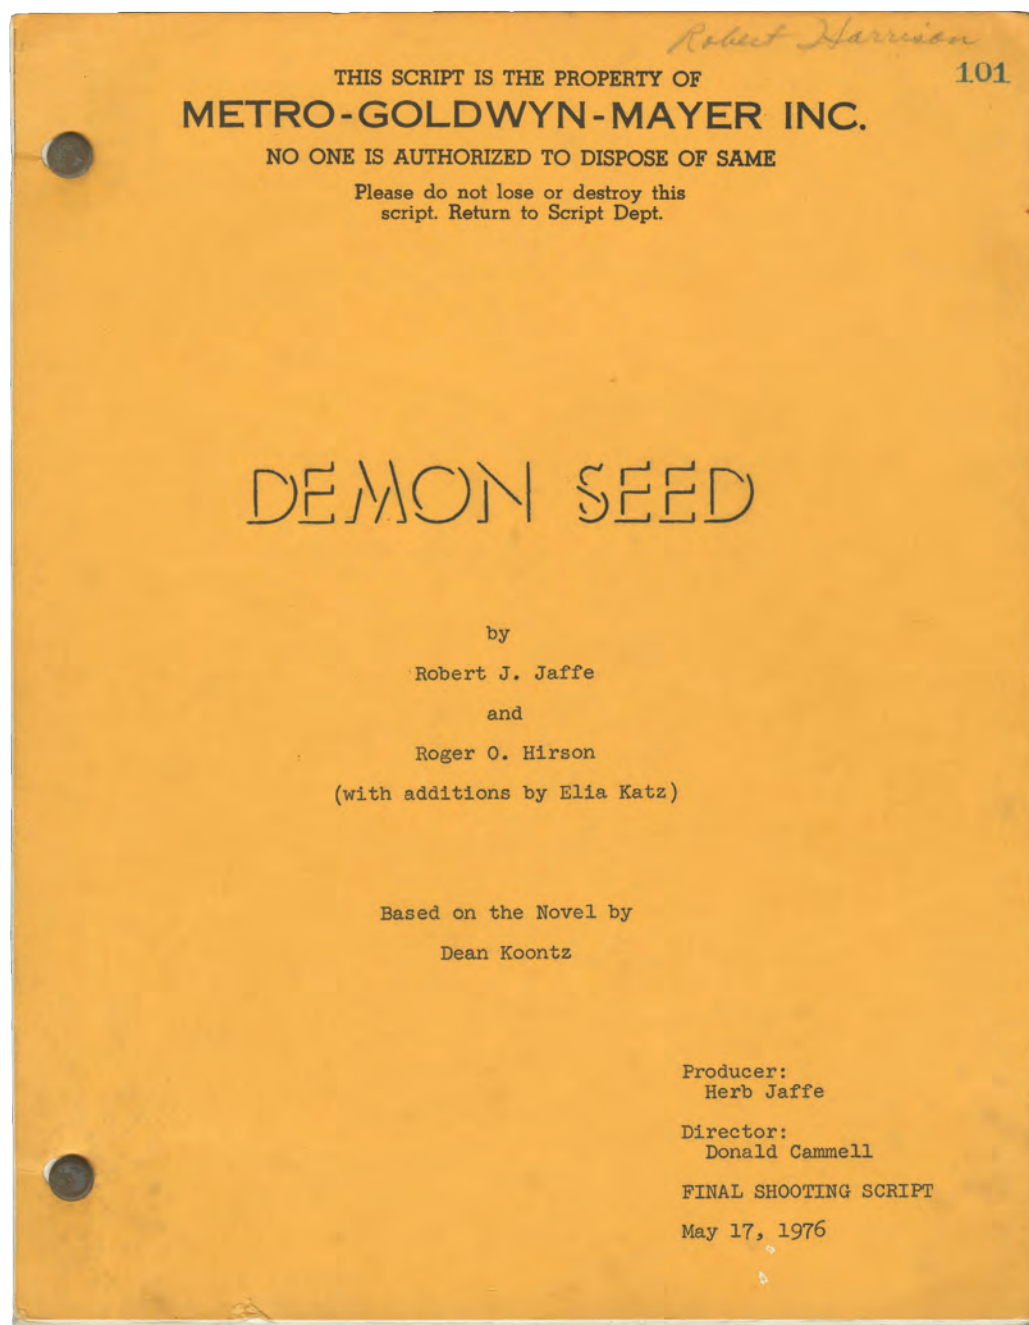 Robert Harrison
101
THIS SCRIPT IS THE PROPERTY OF
METRO-GOLDWYN-MAYER INC.
NO ONE IS AUTHORIZED TO DISPOSE OF SAME
Please do not lose or destroy this
script. Return to Script Dept.
DEMON SEED
by
Robert J. Jaffe
and
Roger O. Hirson
(with additions by Elia Katz)
Based on the Novel by
Dean Koontz
Producer:
Herb Jaffe
Director:
Donald Cammell
FINAL SHOOTING SCRIPT
May 17, 1976